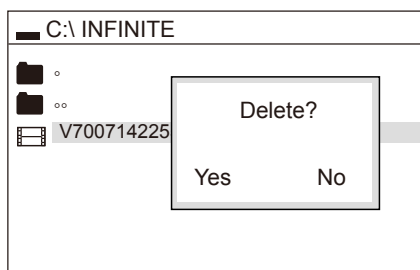 C:\ INFINITE
.
..
V700714225
Delete?
Yes No